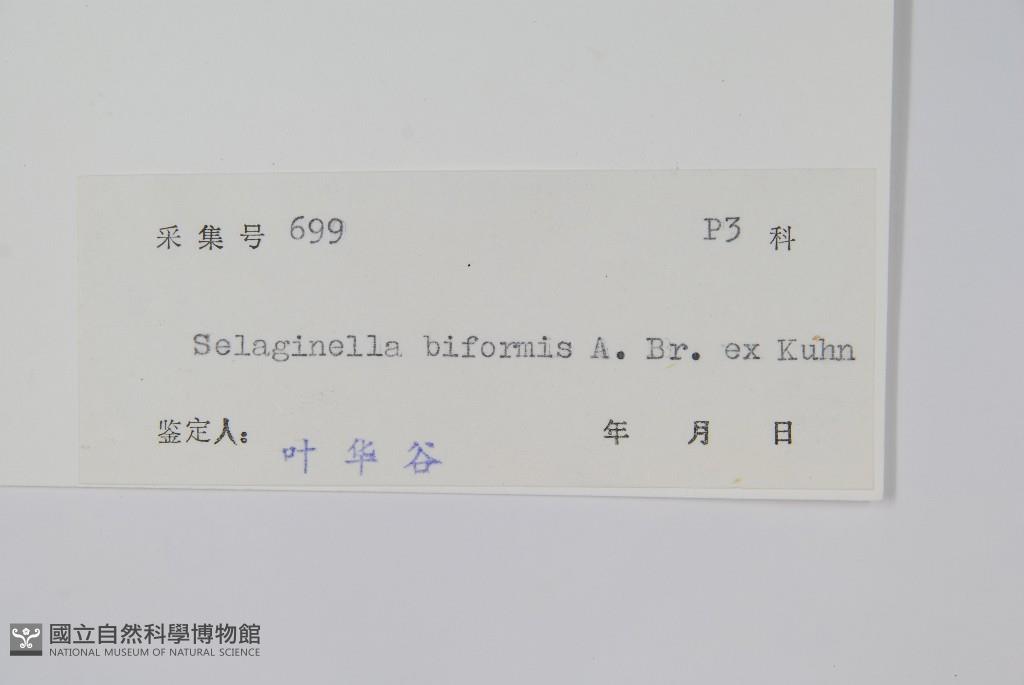 采集号 699 P3 科
Selaginella biformis A. Br. ex Kuhn
鉴定人: 叶华谷 年 月 日
國立自然科學博物館
NATIONAL MUSEUM OF NATURAL SCIENCE